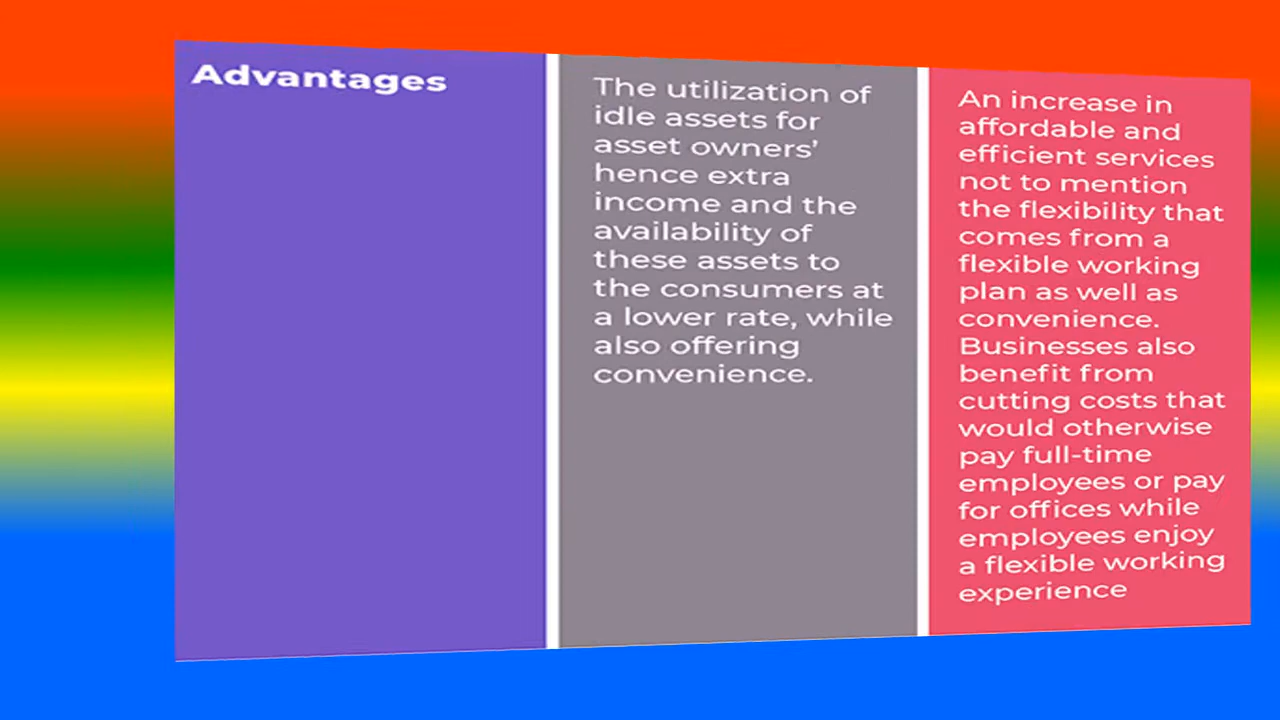 Advantages
The utilization of
idle assets for
asset owners’
hence extra
income and the
availability of
these assets to
the consumers at
a lower rate, while
also offering
convenience.
An increase in
affordable and
efficient services
not to mention
the flexibility that
comes from a
flexible working
plan as well as
convenience.
Businesses also
benefit from
cutting costs that
would otherwise
pay full-time
employees or pay
for offices while
employees enjoy
a flexible working
experience